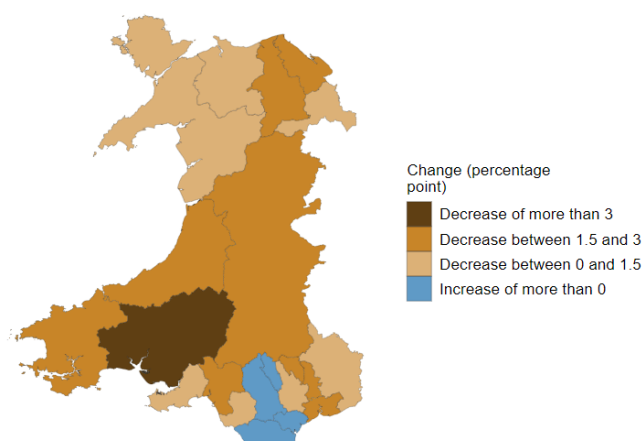 Change (percentage
point)
Decrease of more than 3
Decrease between 1.5 and 3
Decrease between 0 and 1.5
Increase of more than 0